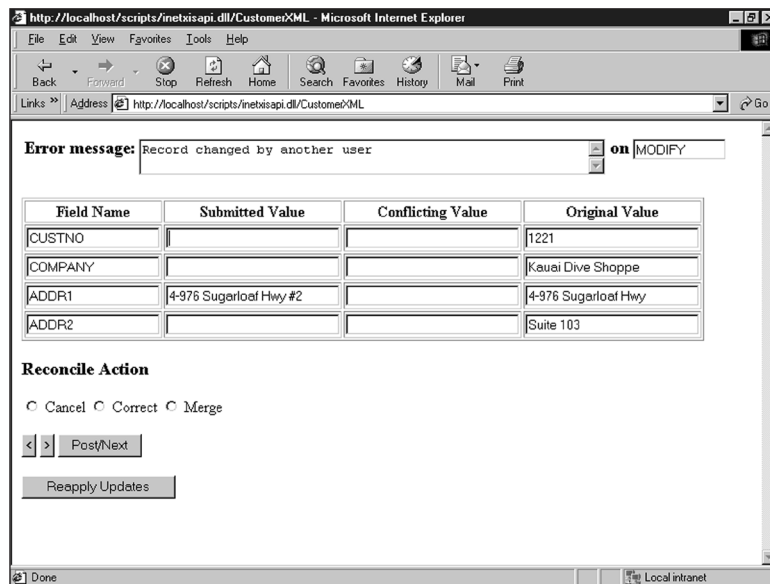 http://localhost/scripts/inetxisapi.dll/CustomerXML - Microsoft Internet Explorer
File Edit View Favorites Tools Help
Back Forward Stop Refresh Home Search Favorites History Mail Print
Links » Address http://localhost/scripts/inetxisapi.dll/CustomerXML Go
Error message: Record changed by another user on MODIFY
Field Name Submitted Value Conflicting Value Original Value
CUSTNO 1221
COMPANY Kauai Dive Shoppe
ADDR1 4-976 Sugarloaf Hwy #2 4-976 Sugarloaf Hwy
ADDR2 Suite 103
Reconcile Action
Cancel Correct Merge
< > Post/Next
Reapply Updates
Done Local intranet